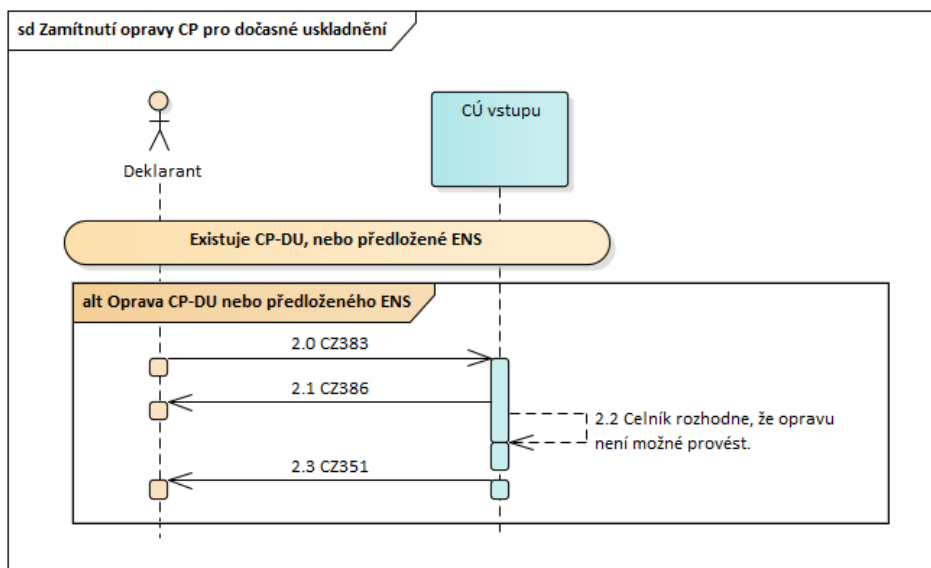 sd Zamítnutí opravy CP pro dočasné uskladnění
CÚ vstupu
Deklarant
Existuje CP-DU, nebo předložené ENS
alt Oprava CP-DU nebo předloženého ENS
2.0 CZ383
2.1 CZ386
2.2 Celník rozhodne, že opravu
není možné provést.
2.3 CZ351